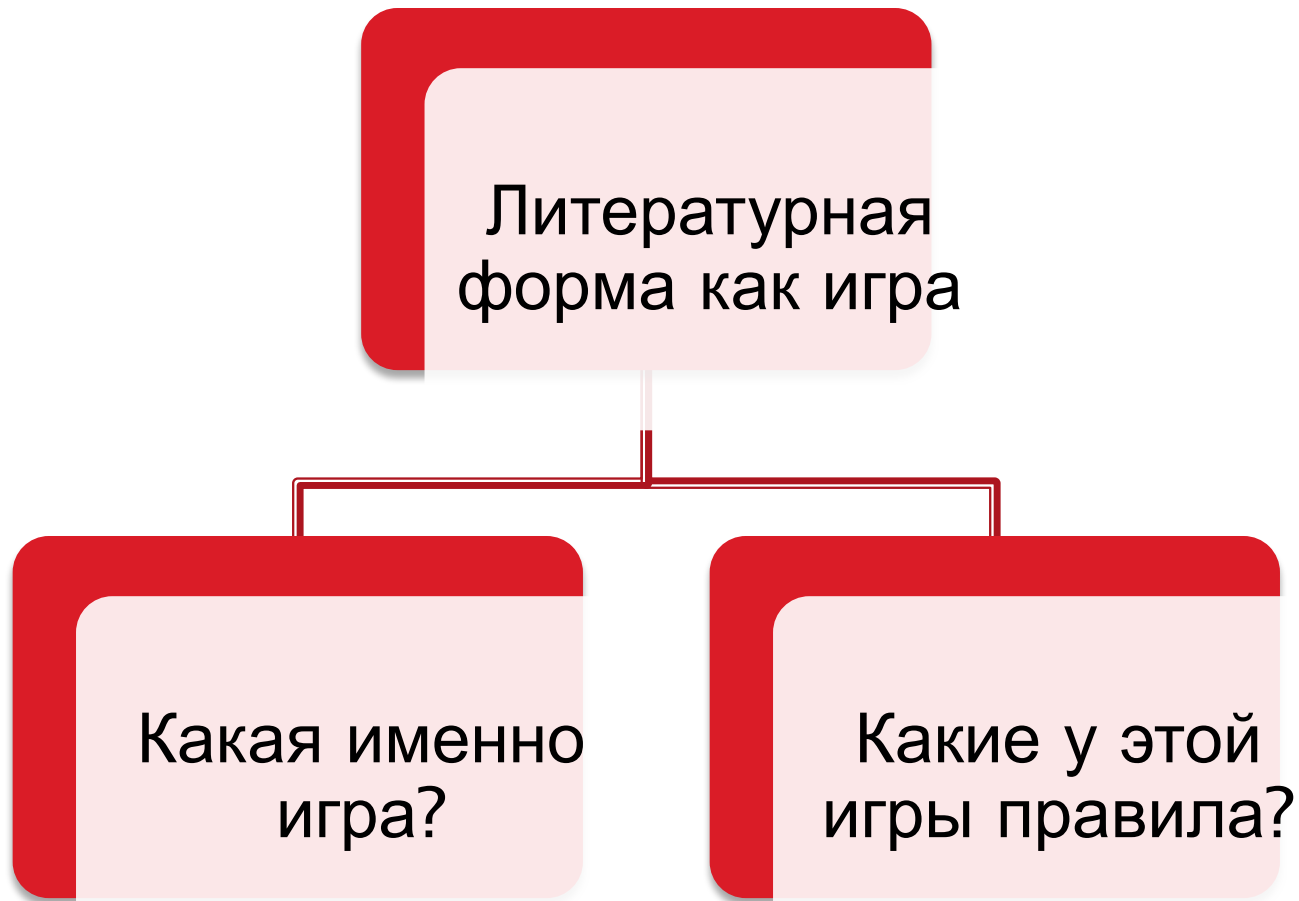 Литературная
форма как игра
Какая именно
игра?
Какие у этой
игры правила?